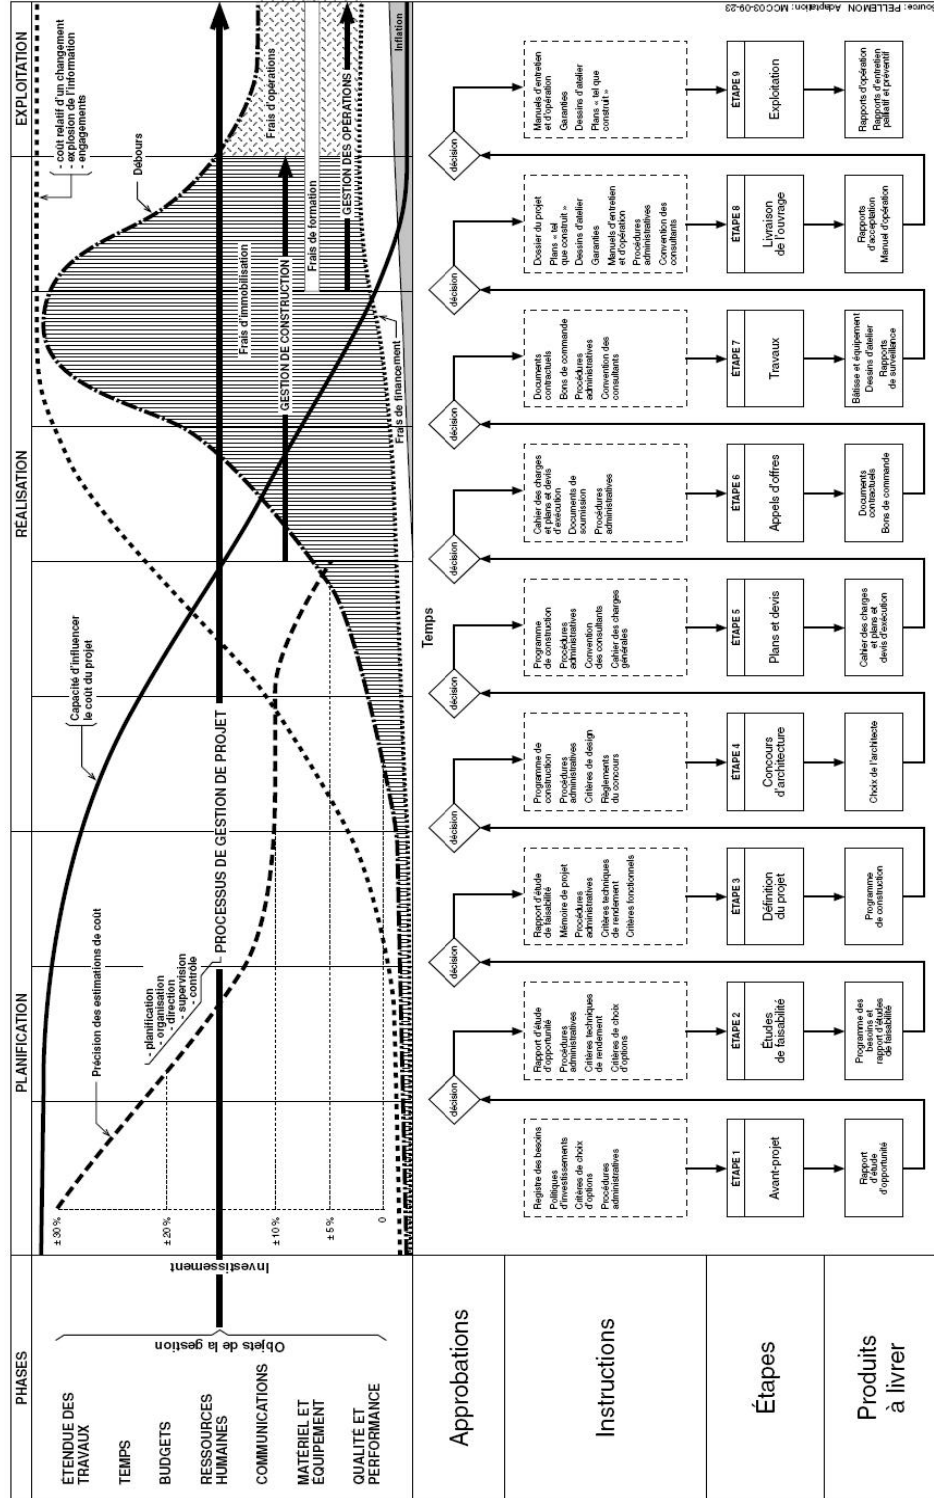 PHASES
PLANIFICATION
RÉALISATION
EXPLOITATION
ÉTENDUE DES
TRAVAUX
TEMPS
BUDGETS
RESSOURCES
HUMAINES
COMMUNICATIONS
MATÉRIEL ET
ÉQUIPEMENT
QUALITÉ ET
PERFORMANCE
Objets de la gestion
Investissement
± 30 %
± 20 %
± 10 %
± 5 %
0
Précision des estimations de coût
- planification
- organisation
- direction
- supervision
- contrôle
PROCESSUS DE GESTION DE PROJET
Capacité d'influencer
le coût du projet
- coût relatif d'un changement
- explosion de l'information
- engagements
Débours
Frais d'immobilisation
GESTION DE CONSTRUCTION
Frais de formation
Frais d'opérations
GESTION DES OPÉRATIONS
Frais de financement
Inflation
Temps
Approbations
décision
décision
décision
décision
décision
décision
décision
décision
Instructions
Registre des besoins
Politiques
d'investissements
Critères de choix
d'options
Procédures
administratives
Rapport d'étude
d'opportunité
Procédures
administratives
Critères techniques
de rendement
Critères de choix
d'options
Rapport d'étude
de faisabilité
Mémoire de projet
Procédures
administratives
Critères techniques
de rendement
Critères fonctionnels
Programme de
construction
Procédures
administratives
Critères de design
Règlements
du concours
Programme
de construction
Procédures
administratives
Convention
des consultants
Cahier des charges
générales
Cahier des charges
et plans et devis
d'exécution
Documents de
soumission
Procédures
administratives
Documents
contractuels
Bons de commande
Procédures
administratives
Convention des
consultants
Dossier du projet
Plans « tel
que construit »
Dessins d'atelier
Garanties
Manuels d'entretien
et d'opération
Procédures
administratives
Convention des
consultants
Manuels d'entretien
et d'opération
Garanties
Dessins d'atelier
Plans « tel que
construit »
Étapes
ÉTAPE 1
Avant-projet
ÉTAPE 2
Études
de faisabilité
ÉTAPE 3
Définition
du projet
ÉTAPE 4
Concours
d'architecture
ÉTAPE 5
Plans et devis
ÉTAPE 6
Appels d'offres
ÉTAPE 7
Travaux
ÉTAPE 8
Livraison
de l'ouvrage
ÉTAPE 9
Exploitation
Produits
à livrer
Rapport
d'étude
d'opportunité
Programme des
besoins et
rapport d'études
de faisabilité
Programme
de construction
Choix de l'architecte
Cahier des charges
et plans et
devis d'exécution
Documents
contractuels
Bons de commande
Bâtisse et équipement
Dessins d'atelier
Rapports
de surveillance
Rapports
d'acceptation
Manuel d'opération
Rapports d'opération
Rapports d'entretien
palliatif et préventif
Source: PELLEMON Adaptation: MCC03-09-23